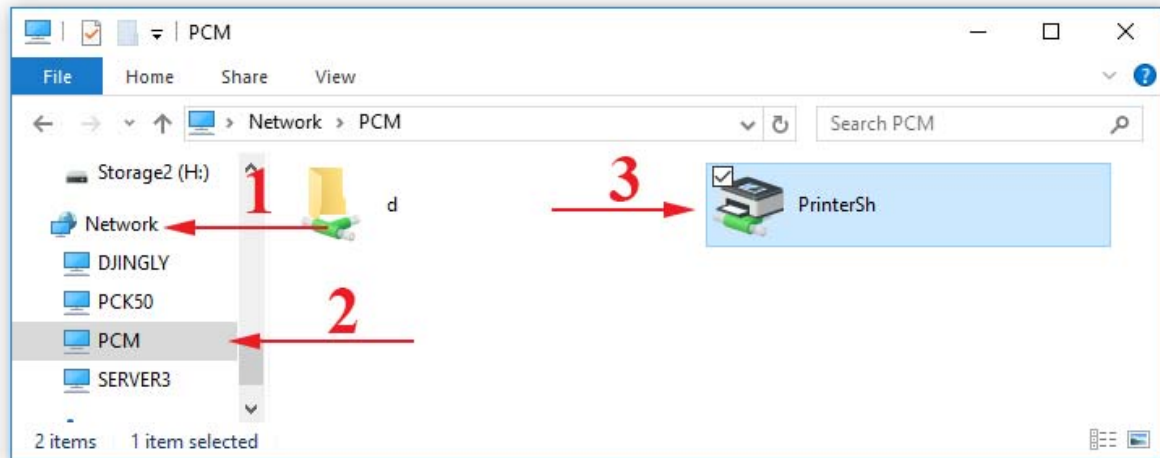 PCM
File Home Share View
Network > PCM
Search PCM
Storage2 (H:)
Network
DJINGLY
PCK50
PCM
SERVER3
1
2
d
3
PrinterSh
2 items 1 item selected